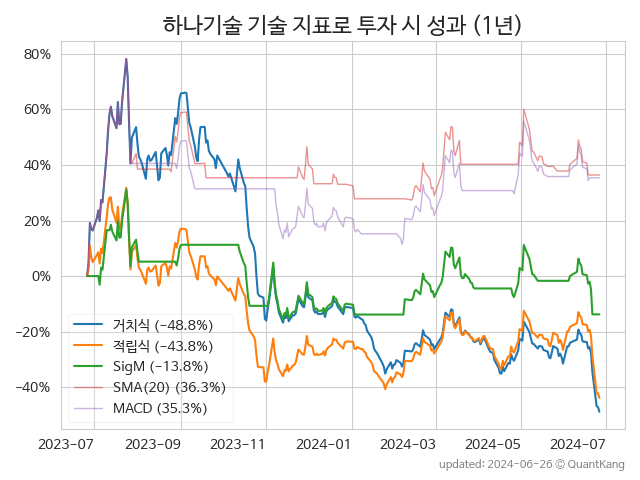 하나기술 기술 지표로 투자 시 성과 (1년)
80%
60%
40%
20%
0%
−20%
−40%
거치식 (−48.8%)
적립식 (−43.8%)
SigM (−13.8%)
SMA(20) (36.3%)
MACD (35.3%)
2023-07 2023-09 2023-11 2024-01 2024-03 2024-05 2024-07
updated: 2024-06-26 ⓒ QuantKang